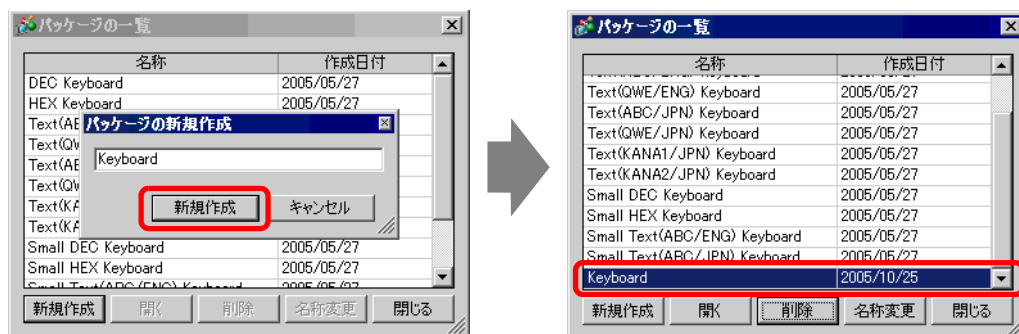 パッケージの一覧
名称 作成日付
DEC Keyboard 2005/05/27
HEX Keyboard 2005/05/27
パッケージの新規作成
Keyboard
新規作成 キャンセル
Small DEC Keyboard 2005/05/27
Small HEX Keyboard 2005/05/27
新規作成 開く 削除 名称変更 閉じる
パッケージの一覧
名称 作成日付
Text(QWE/ENG) Keyboard 2005/05/27
Text(ABC/JPN) Keyboard 2005/05/27
Text(QWE/JPN) Keyboard 2005/05/27
Text(KANA1/JPN) Keyboard 2005/05/27
Text(KANA2/JPN) Keyboard 2005/05/27
Small DEC Keyboard 2005/05/27
Small HEX Keyboard 2005/05/27
Small Text(ABC/ENG) Keyboard 2005/05/27
Small Text(ABC/JPN) Keyboard 2005/05/27
Keyboard 2005/10/25
新規作成 開く 削除 名称変更 閉じる